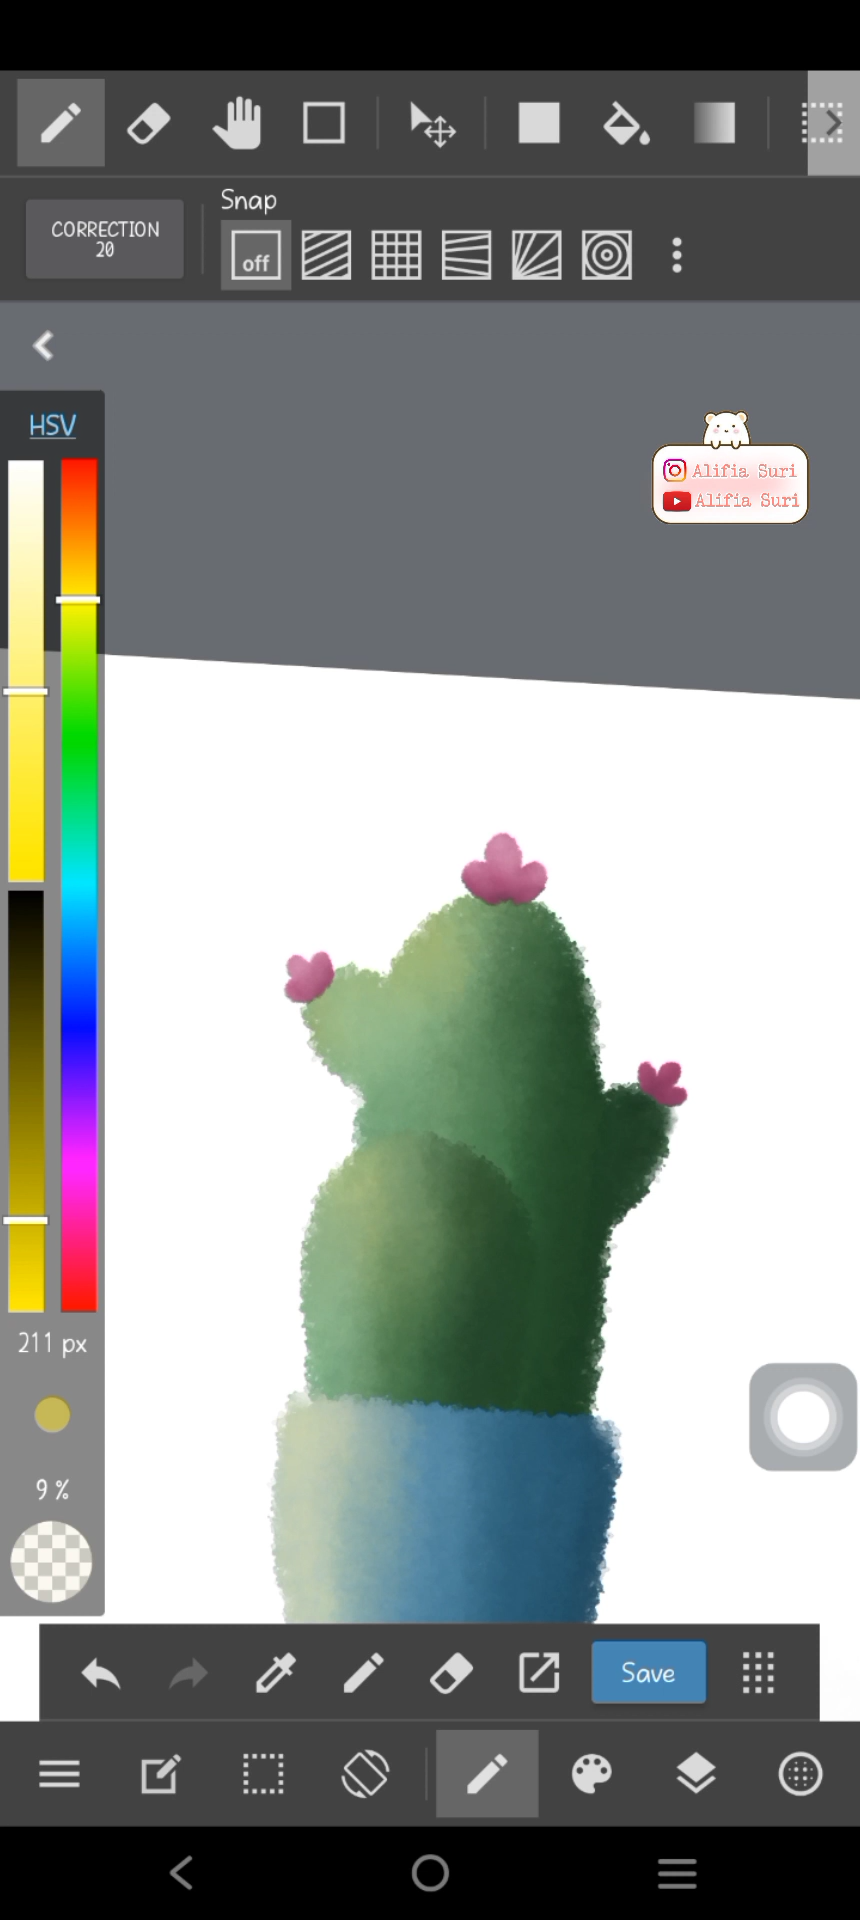 CORRECTION
20
Snap
off
HSV
Alifia Suri
Alifia Suri
211 px
9 %
Save